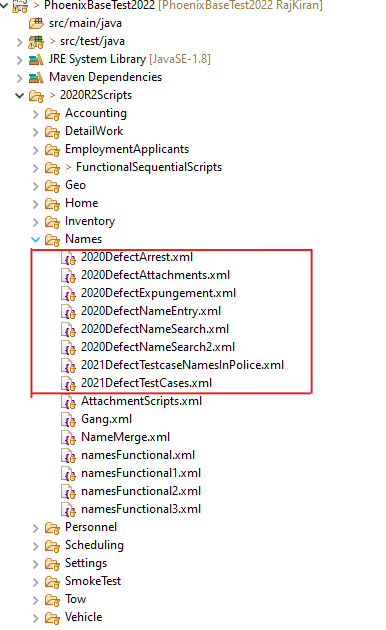 > PhoenixBaseTest2022 [PhoenixBaseTest2022 RajKiran]
src/main/java
> src/test/java
JRE System Library [JavaSE-1.8]
Maven Dependencies
> 2020R2Scripts
Accounting
DetailWork
EmploymentApplicants
> FunctionalSequentialScripts
Geo
Home
Inventory
Names
2020DefectArrest.xml
2020DefectAttachments.xml
2020DefectExpungement.xml
2020DefectNameEntry.xml
2020DefectNameSearch.xml
2020DefectNameSearch2.xml
2021DefectTestcaseNamesInPolice.xml
2021DefectTestCases.xml
AttachmentScripts.xml
Gang.xml
NameMerge.xml
namesFunctional.xml
namesFunctional1.xml
namesFunctional2.xml
namesFunctional3.xml
Personnel
Scheduling
Settings
SmokeTest
Tow
Vehicle